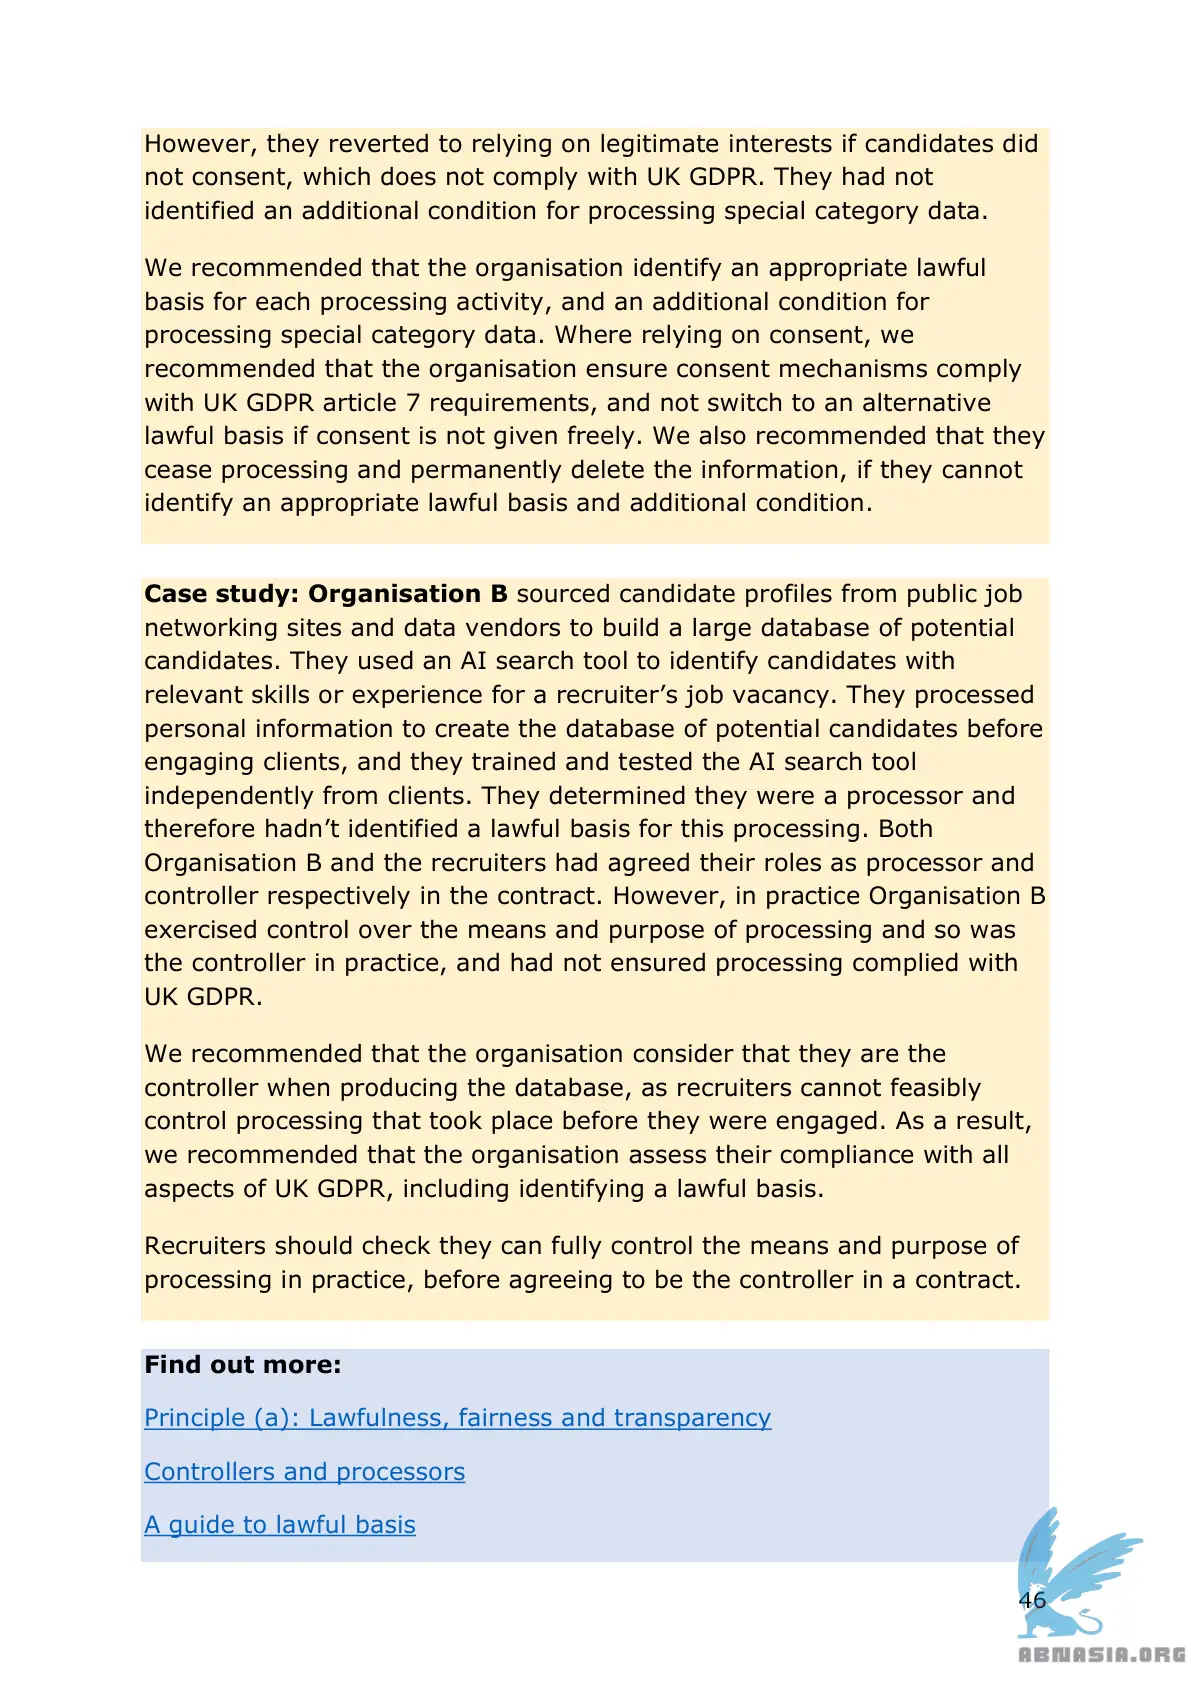 However, they reverted to relying on legitimate interests if candidates did
not consent, which does not comply with UK GDPR. They had not
identified an additional condition for processing special category data.
We recommended that the organisation identify an appropriate lawful
basis for each processing activity, and an additional condition for
processing special category data. Where relying on consent, we
recommended that the organisation ensure consent mechanisms comply
with UK GDPR article 7 requirements, and not switch to an alternative
lawful basis if consent is not given freely. We also recommended that they
cease processing and permanently delete the information, if they cannot
identify an appropriate lawful basis and additional condition.
Case study: Organisation B sourced candidate profiles from public job
networking sites and data vendors to build a large database of potential
candidates. They used an AI search tool to identify candidates with
relevant skills or experience for a recruiter’s job vacancy. They processed
personal information to create the database of potential candidates before
engaging clients, and they trained and tested the AI search tool
independently from clients. They determined they were a processor and
therefore hadn’t identified a lawful basis for this processing. Both
Organisation B and the recruiters had agreed their roles as processor and
controller respectively in the contract. However, in practice Organisation B
exercised control over the means and purpose of processing and so was
the controller in practice, and had not ensured processing complied with
UK GDPR.
We recommended that the organisation consider that they are the
controller when producing the database, as recruiters cannot feasibly
control processing that took place before they were engaged. As a result,
we recommended that the organisation assess their compliance with all
aspects of UK GDPR, including identifying a lawful basis.
Recruiters should check they can fully control the means and purpose of
processing in practice, before agreeing to be the controller in a contract.
Find out more:
Principle (a): Lawfulness, fairness and transparency
Controllers and processors
A guide to lawful basis
46
ABNASIA.ORG